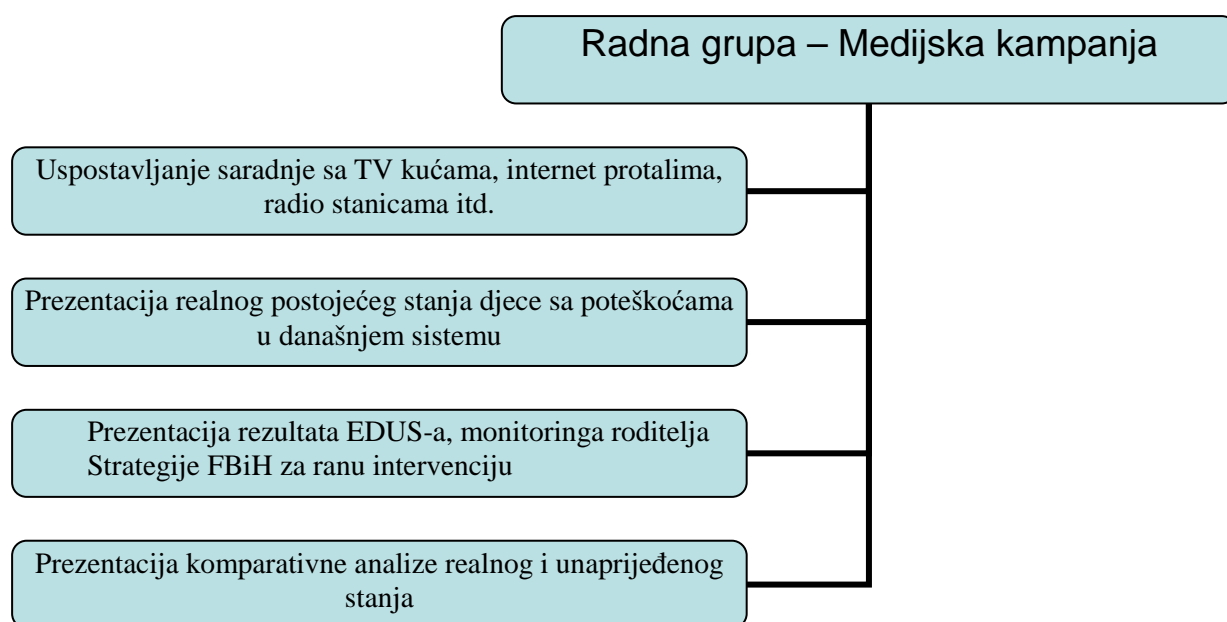 Radna grupa – Medijska kampanja
Uspostavljanje saradnje sa TV kućama, internet protalima,
radio stanicama itd.
Prezentacija realnog postojećeg stanja djece sa poteškoćama
u današnjem sistemu
Prezentacija rezultata EDUS-a, monitoringa roditelja
Strategije FBiH za ranu intervenciju
Prezentacija komparativne analize realnog i unaprijeđenog
stanja